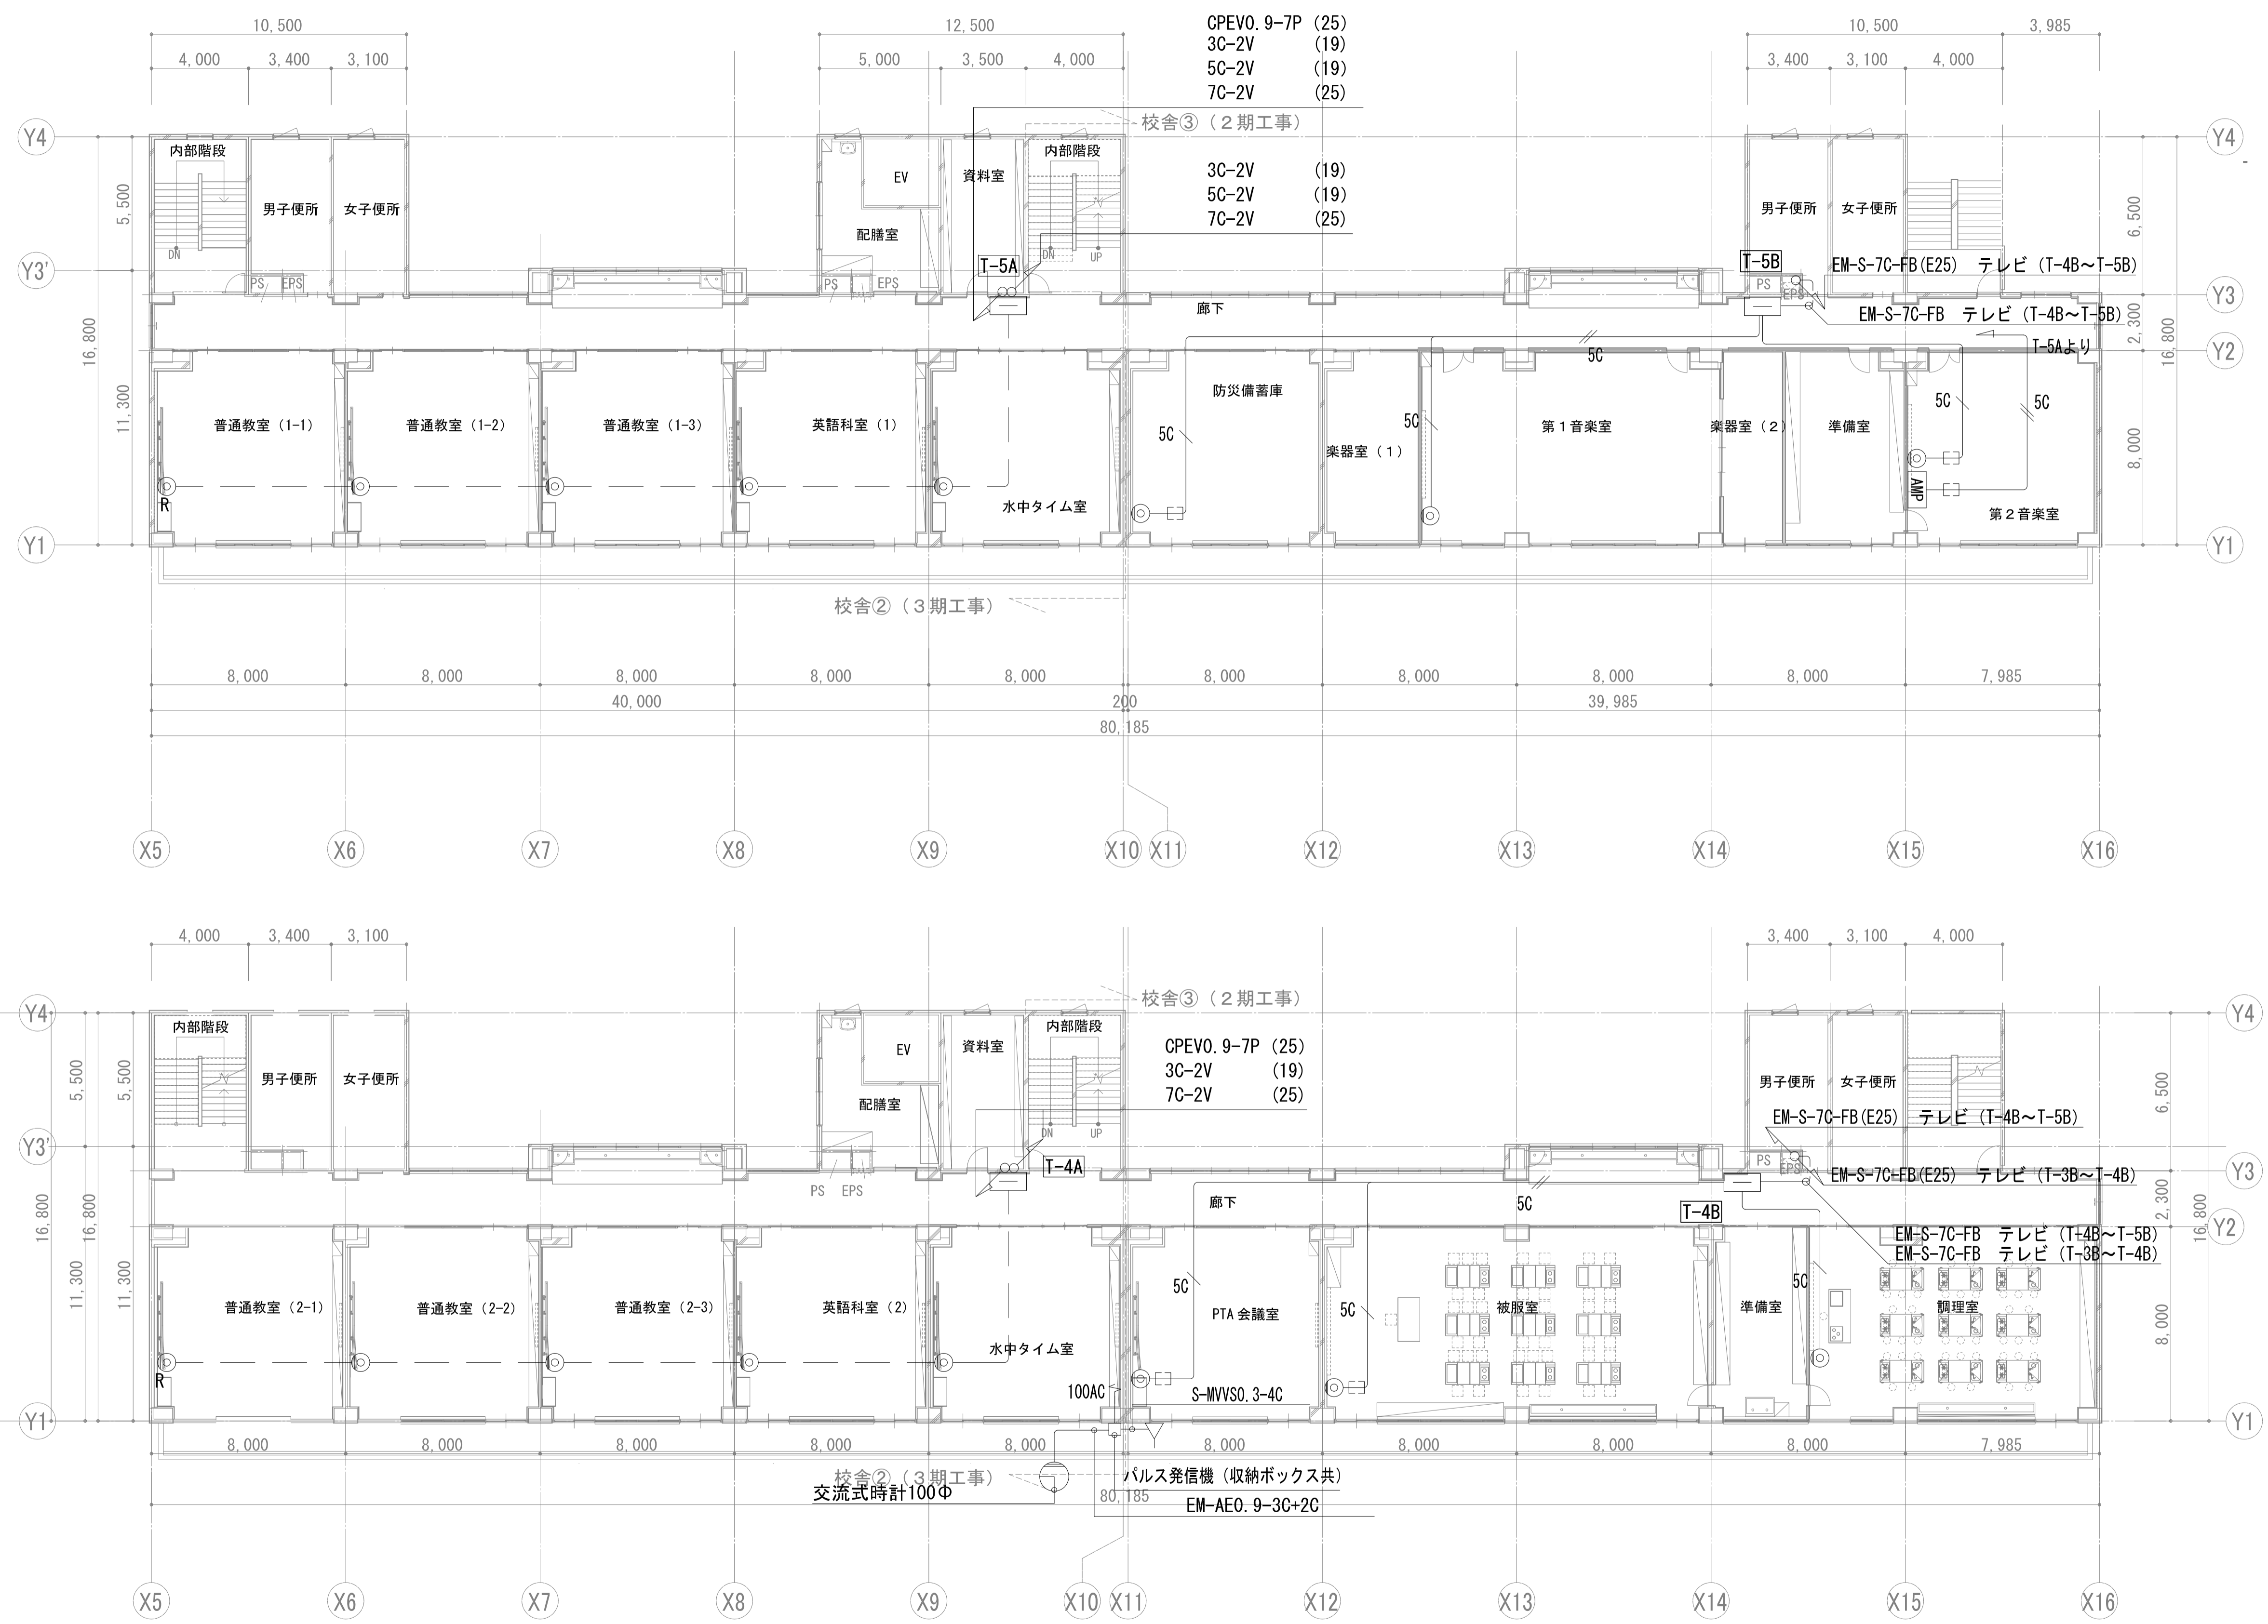 10,500
12,500
10,500 3,985
4,000 3,400 3,100
5,000 3,500 4,000
3,400 3,100 4,000
CPEV0.9-7P (25)
3C-2V (19)
5C-2V (19)
7C-2V (25)
校舎③（２期工事）
3C-2V (19)
5C-2V (19)
7C-2V (25)
Y4
Y3'
Y1
5,500
11,300
16,800
内部階段
DN
男子便所
女子便所
PS EPS
EV
配膳室
PS
EPS
資料室
内部階段
DN UP
T-5A
男子便所
女子便所
PS
EPS
T-5B
EM-S-7C-FB(E25) テレビ（T-4B～T-5B）
EM-S-7C-FB テレビ（T-4B～T-5B）
T-5Aより
Y4
Y3
Y2
Y1
6,500
2,300
8,000
16,800
廊下
5C
普通教室（1-1）
R
普通教室（1-2）
普通教室（1-3）
英語科室（1）
水中タイム室
防災備蓄庫
5C
楽器室（１）
5C
第１音楽室
楽器室（２）
準備室
5C
5C
AMP
第２音楽室
校舎②（３期工事）
8,000 8,000 8,000 8,000 8,000 8,000 8,000 8,000 8,000 7,985
40,000 200 39,985
80,185
X5 X6 X7 X8 X9 X10 X11 X12 X13 X14 X15 X16
4,000 3,400 3,100
3,400 3,100 4,000
校舎③（２期工事）
CPEV0.9-7P (25)
3C-2V (19)
7C-2V (25)
Y4
Y3'
Y1
5,500
5,500
11,300
11,300
16,800
16,800
内部階段
男子便所
女子便所
EV
配膳室
PS EPS
資料室
内部階段
DN UP
T-4A
男子便所
女子便所
PS
EPS
EM-S-7C-FB(E25) テレビ（T-4B～T-5B）
EM-S-7C-FB(E25) テレビ（T-3B～T-4B）
EM-S-7C-FB テレビ（T-4B～T-5B）
EM-S-7C-FB テレビ（T-3B～T-4B）
T-4B
Y4
Y3
Y2
Y1
6,500
2,300
8,000
16,800
廊下
5C
普通教室（2-1）
R
普通教室（2-2）
普通教室（2-3）
英語科室（2）
水中タイム室
100AC
5C
PTA会議室
S-MVVS0.3-4C
5C
被服室
準備室
5C
調理室
8,000 8,000 8,000 8,000 8,000 8,000 8,000 8,000 8,000 7,985
校舎②（３期工事）
交流式時計100Φ
パルス発信機（収納ボックス共）
80,185
EM-AE0.9-3C+2C
X5 X6 X7 X8 X9 X10 X11 X12 X13 X14 X15 X16